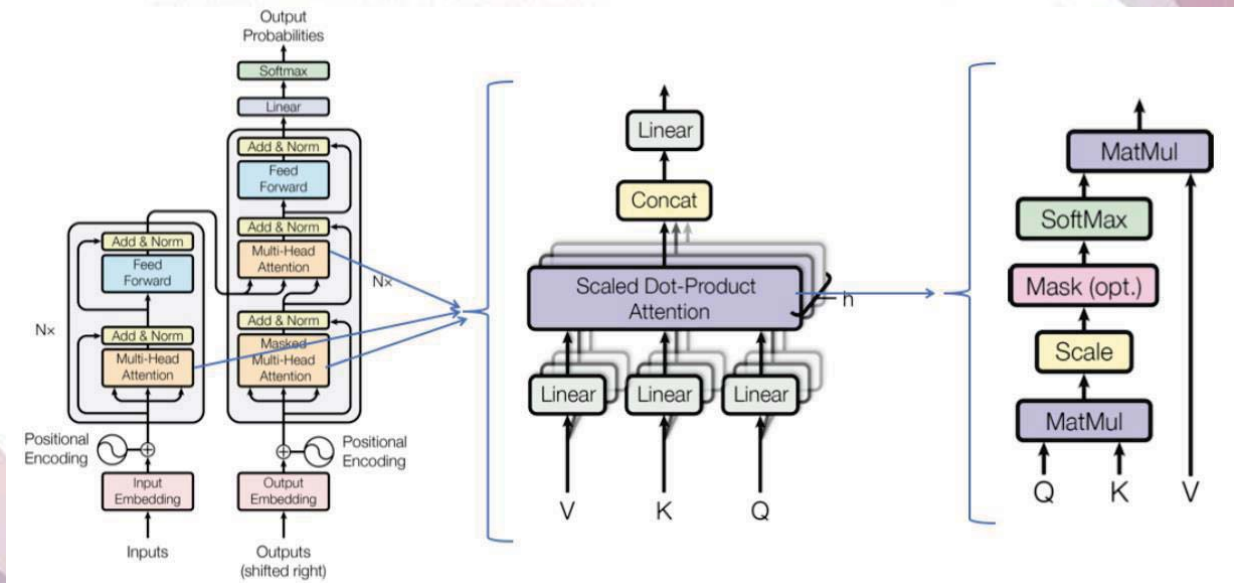 Output
Probabilities
Softmax
Linear
Add & Norm
Feed
Forward
Add & Norm
Multi-Head
Attention
Nx
Add & Norm
Masked
Multi-Head
Attention
Positional
Encoding
Output
Embedding
Outputs
(shifted right)
Add & Norm
Feed
Forward
Nx
Add & Norm
Multi-Head
Attention
Positional
Encoding
Input
Embedding
Inputs
Linear
Concat
Scaled Dot-Product
Attention
h
Linear
Linear
Linear
V
K
Q
MatMul
SoftMax
Mask (opt.)
Scale
MatMul
Q
K
V